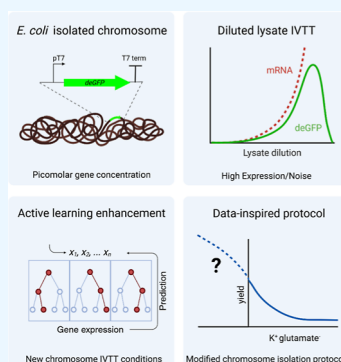 E. coli isolated chromosome
pT7
T7 term
deGFP
Picomolar gene concentration
Diluted lysate IVTT
mRNA
deGFP
Lysate dilution
High Expression/Noise
Active learning enhancement
x1, x2, ... xn
Prediction
Gene expression
New chromosome IVTT conditions
Data-inspired protocol
?
yield
K+ glutamate-
Modified chromosome isolation protocol